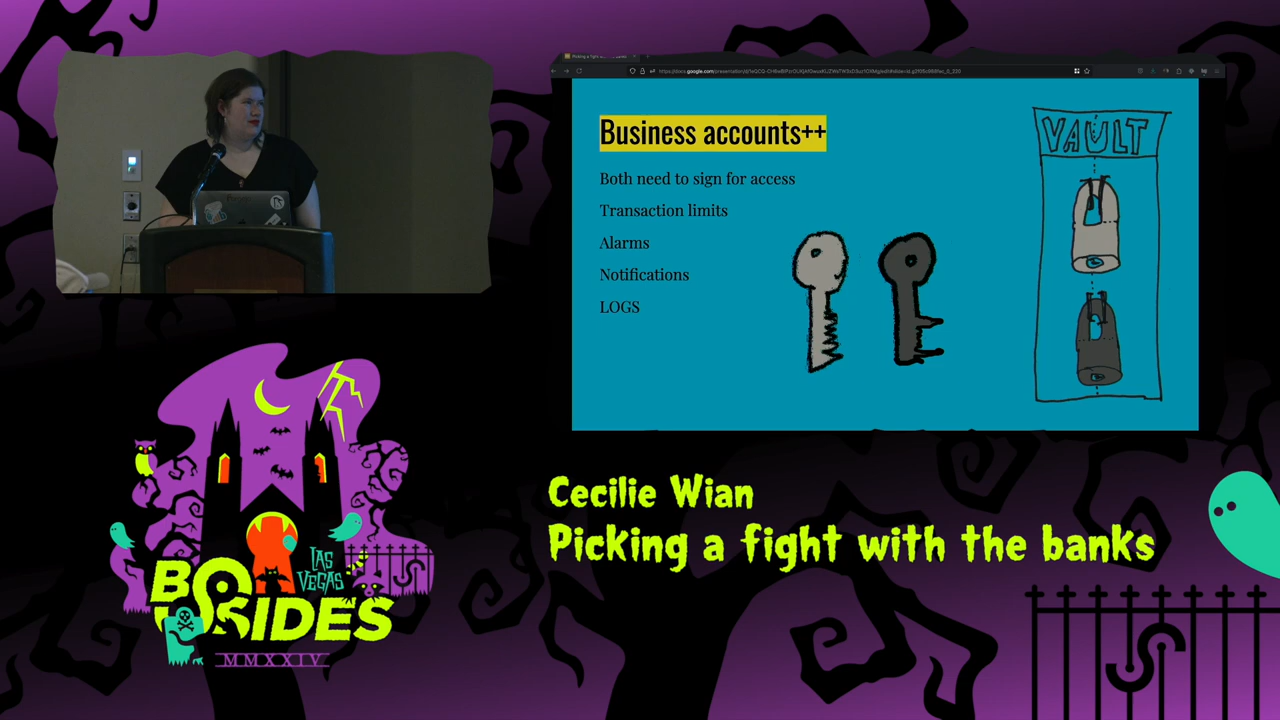 Business accounts++
Both need to sign for access
Transaction limits
Alarms
Notifications
LOGS
VAULT
Cecilie Wian
Picking a fight with the banks
BSIDES
LAS
VEGAS
MMXXIV